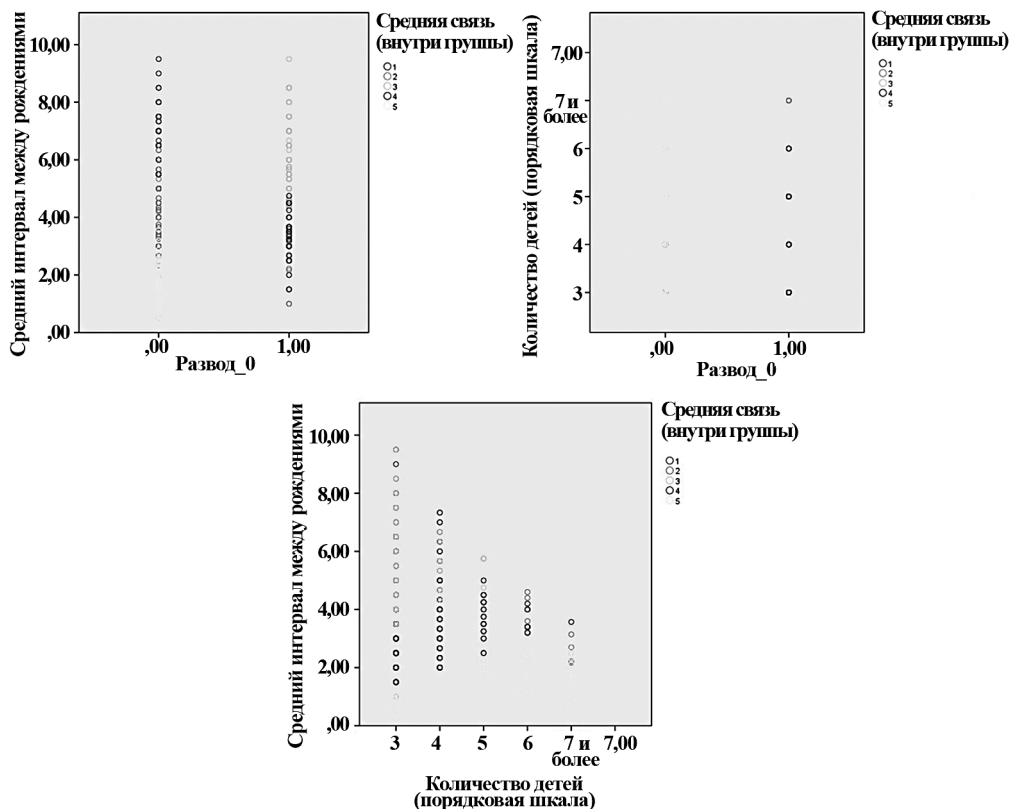 Средний интервал между рождениями
10,00
8,00
6,00
4,00
2,00
,00
,00
1,00
Развод_0
Средняя связь
(внутри группы)
1
2
3
4
5
Количество детей (порядковая шкала)
7,00
7 и
более
6
5
4
3
,00
1,00
Развод_0
Средняя связь
(внутри группы)
1
2
3
4
5
Средний интервал между рождениями
10,00
8,00
6,00
4,00
2,00
,00
3
4
5
6
7 и
более
7,00
Количество детей
(порядковая шкала)
Средняя связь
(внутри группы)
1
2
3
4
5